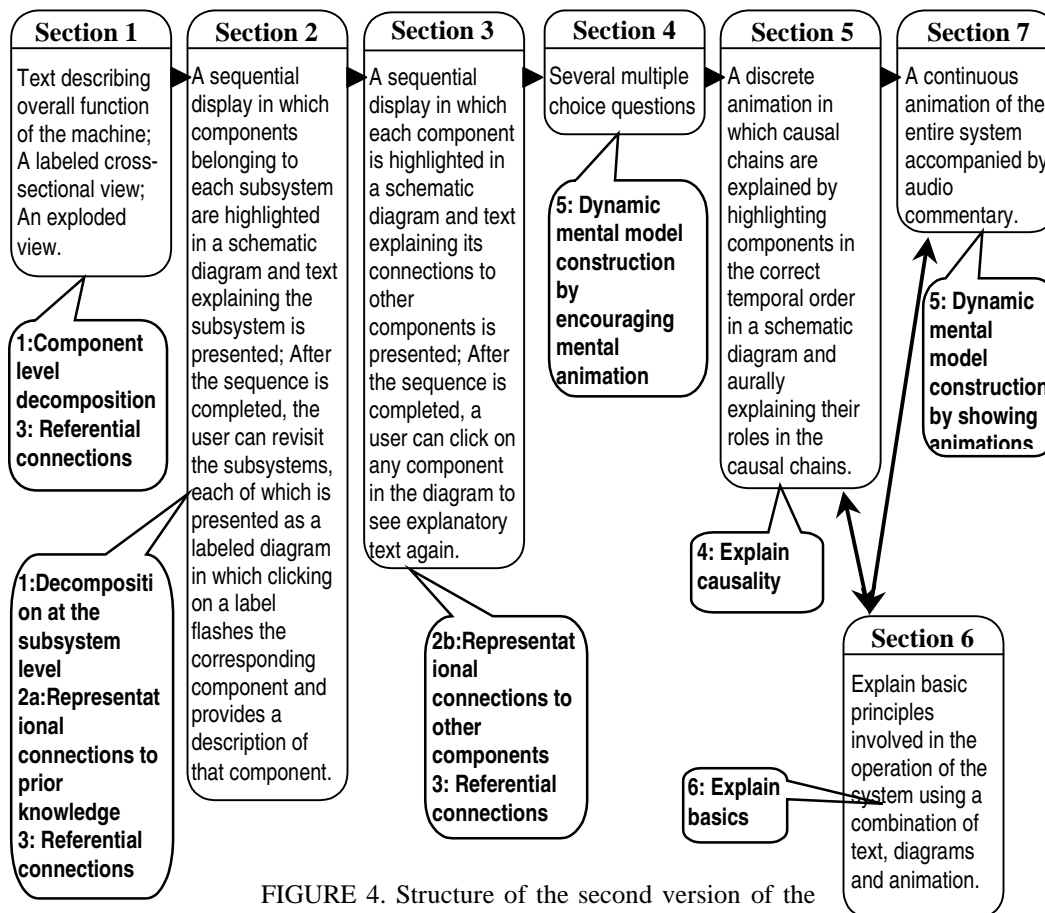 Section 1
Text describing
overall function
of the machine;
A labeled cross-
sectional view;
An exploded
view.
1:Component
level
decomposition
3: Referential
connections
Section 2
A sequential
display in which
components
belonging to
each subsystem
are highlighted
in a schematic
diagram and text
explaining the
subsystem is
presented; After
the sequence is
completed, the
user can revisit
the subsystems,
each of which is
presented as a
labeled diagram
in which clicking
on a label
flashes the
corresponding
component and
provides a
description of
that component.
1:Decompositi
on at the
subsystem
level
2a:Representat
ional
connections to
prior
knowledge
3: Referential
connections
Section 3
A sequential
display in which
each component
is highlighted in
a schematic
diagram and text
explaining its
connections to
other
components is
presented; After
the sequence is
completed, a
user can click on
any component
in the diagram to
see explanatory
text again.
2b:Representat
ional
connections to
other
components
3: Referential
connections
Section 4
Several multiple
choice questions
5: Dynamic
mental model
construction
by
encouraging
mental
animation
Section 5
A discrete
animation in
which causal
chains are
explained by
highlighting
components in
the correct
temporal order
in a schematic
diagram and
aurally
explaining their
roles in the
causal chains.
4: Explain
causality
Section 6
Explain basic
principles
involved in the
operation of the
system using a
combination of
text, diagrams
and animation.
6: Explain
basics
Section 7
A continuous
animation of the
entire system
accompanied by
audio
commentary.
5: Dynamic
mental
model
construction
by showing
animations
FIGURE 4. Structure of the second version of the